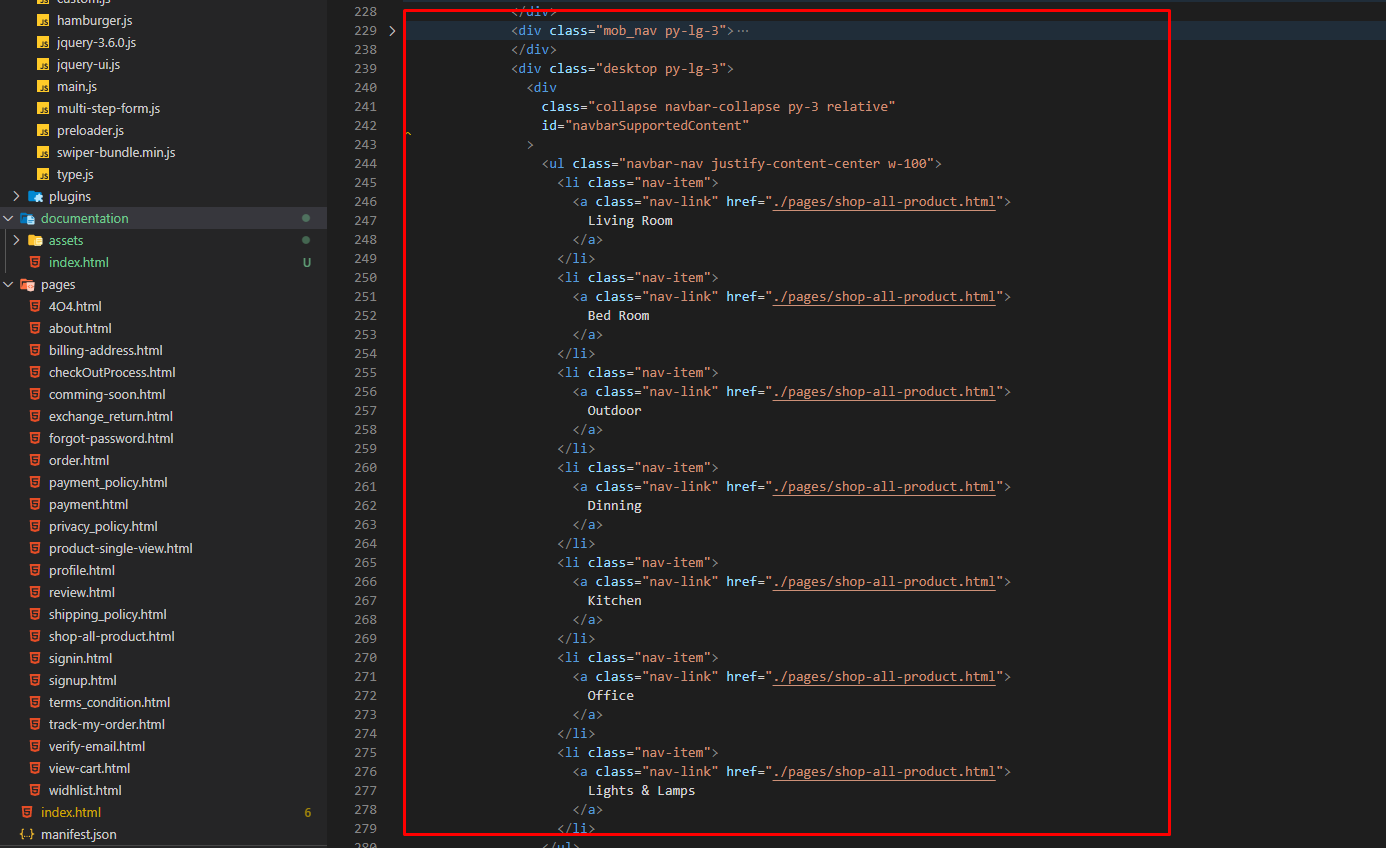 custom.js
hamburger.js
jquery-3.6.0.js
jquery-ui.js
main.js
multi-step-form.js
preloader.js
swiper-bundle.min.js
type.js
plugins
documentation
assets
index.html U
pages
4O4.html
about.html
billing-address.html
checkOutProcess.html
comming-soon.html
exchange_return.html
forgot-password.html
order.html
payment_policy.html
payment.html
privacy_policy.html
product-single-view.html
profile.html
review.html
shipping_policy.html
shop-all-product.html
signin.html
signup.html
terms_condition.html
track-my-order.html
verify-email.html
view-cart.html
widhlist.html
index.html 6
manifest.json
228 </div>
229 <div class="mob_nav py-lg-3">…
238 </div>
239 <div class="desktop py-lg-3">
240 <div
241 class="collapse navbar-collapse py-3 relative"
242 id="navbarSupportedContent"
243 >
244 <ul class="navbar-nav justify-content-center w-100">
245 <li class="nav-item">
246 <a class="nav-link" href="./pages/shop-all-product.html">
247 Living Room
248 </a>
249 </li>
250 <li class="nav-item">
251 <a class="nav-link" href="./pages/shop-all-product.html">
252 Bed Room
253 </a>
254 </li>
255 <li class="nav-item">
256 <a class="nav-link" href="./pages/shop-all-product.html">
257 Outdoor
258 </a>
259 </li>
260 <li class="nav-item">
261 <a class="nav-link" href="./pages/shop-all-product.html">
262 Dinning
263 </a>
264 </li>
265 <li class="nav-item">
266 <a class="nav-link" href="./pages/shop-all-product.html">
267 Kitchen
268 </a>
269 </li>
270 <li class="nav-item">
271 <a class="nav-link" href="./pages/shop-all-product.html">
272 Office
273 </a>
274 </li>
275 <li class="nav-item">
276 <a class="nav-link" href="./pages/shop-all-product.html">
277 Lights & Lamps
278 </a>
279 </li>
280 </ul>